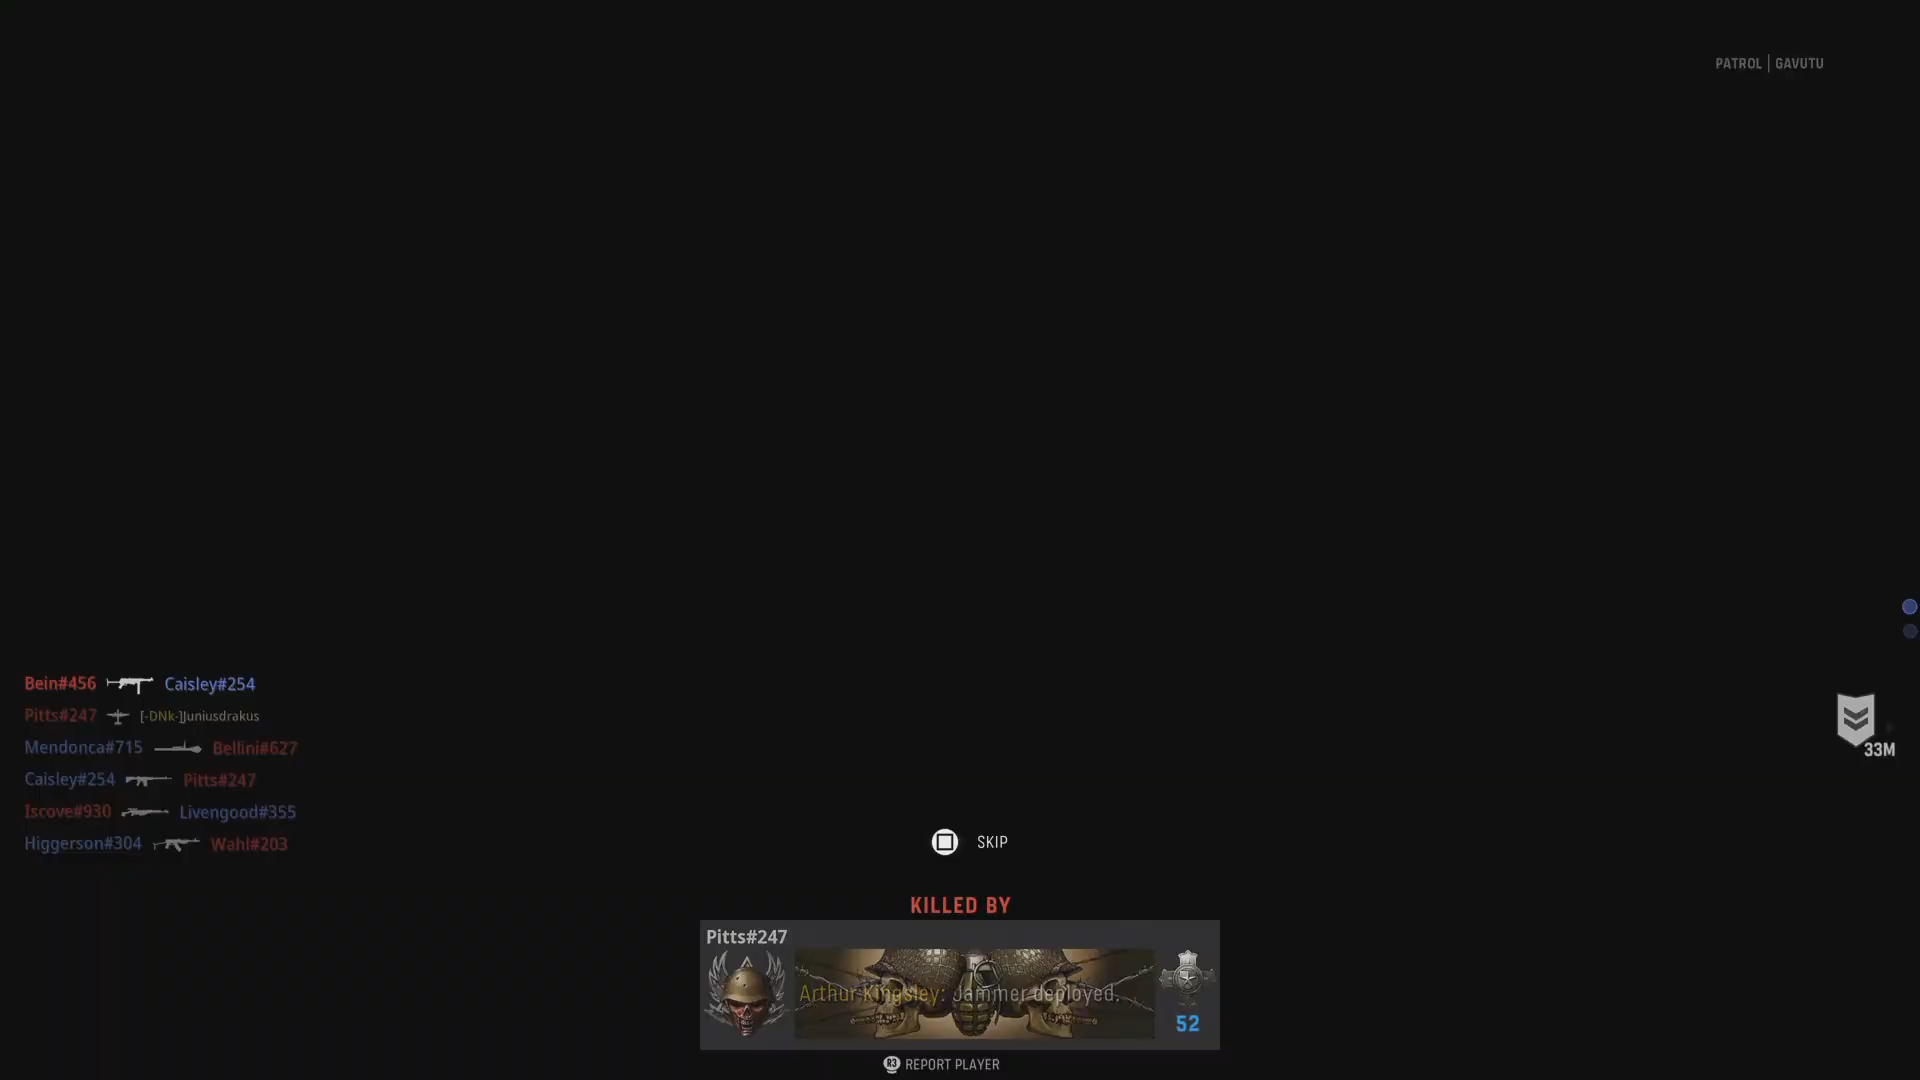 PATROL | GAVUTU
Bein#456 Caisley#254
Pitts#247 [-DNk-]Juniusdrakus
Mendonca#715 Bellini#627
Caisley#254 Pitts#247
Iscove#930 Livengood#355
Higgerson#304 Wahl#203
33M
SKIP
KILLED BY
Pitts#247
Arthur Kingsley: Jammer deployed.
52
R3 REPORT PLAYER